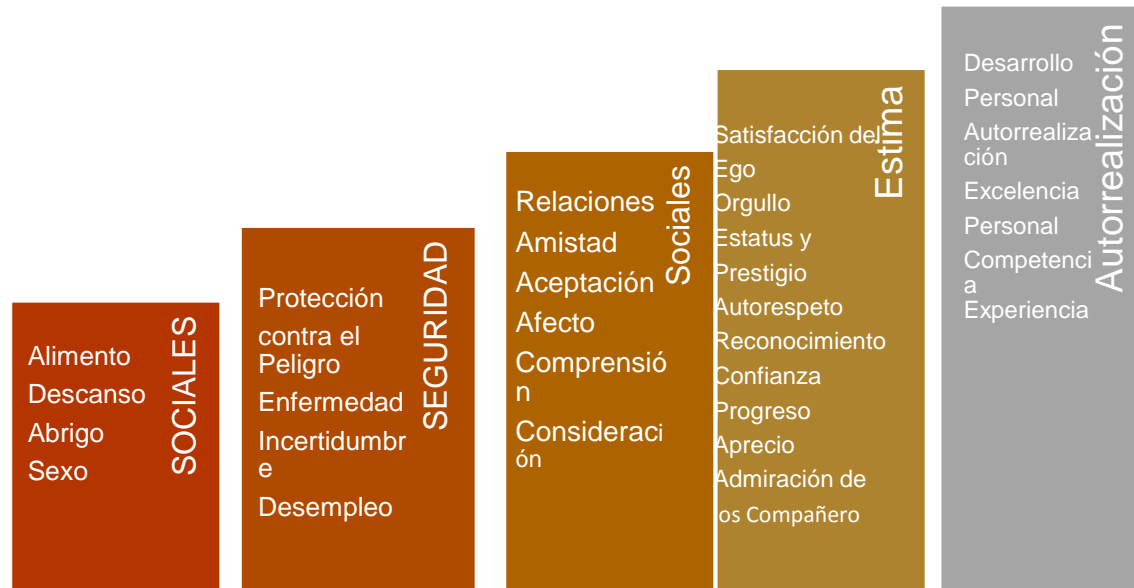 Alimento
Descanso
Abrigo
Sexo
SOCIALES
Protección
contra el
Peligro
Enfermedad
Incertidumbr
e
Desempleo
SEGURIDAD
Relaciones
Amistad
Aceptación
Afecto
Comprensió
n
Consideraci
ón
Sociales
Satisfacción del
Ego
Orgullo
Estatus y
Prestigio
Autorespeto
Reconocimiento
Confianza
Progreso
Aprecio
Admiración de
os Compañero
Estima
Desarrollo
Personal
Autorrealiza
ción
Excelencia
Personal
Competenci
a
Experiencia
Autorrealización